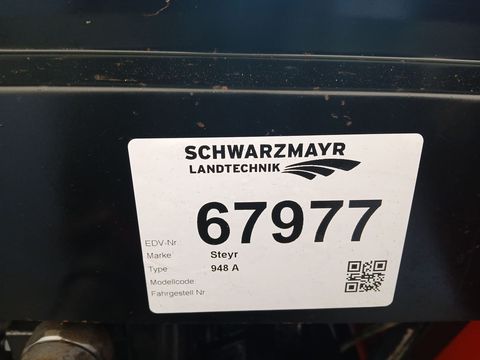 SCHWARZMAYR
LANDTECHNIK
EDV-Nr. 67977
Marke Steyr
Type 948 A
Modellcode
Fahrgestell Nr